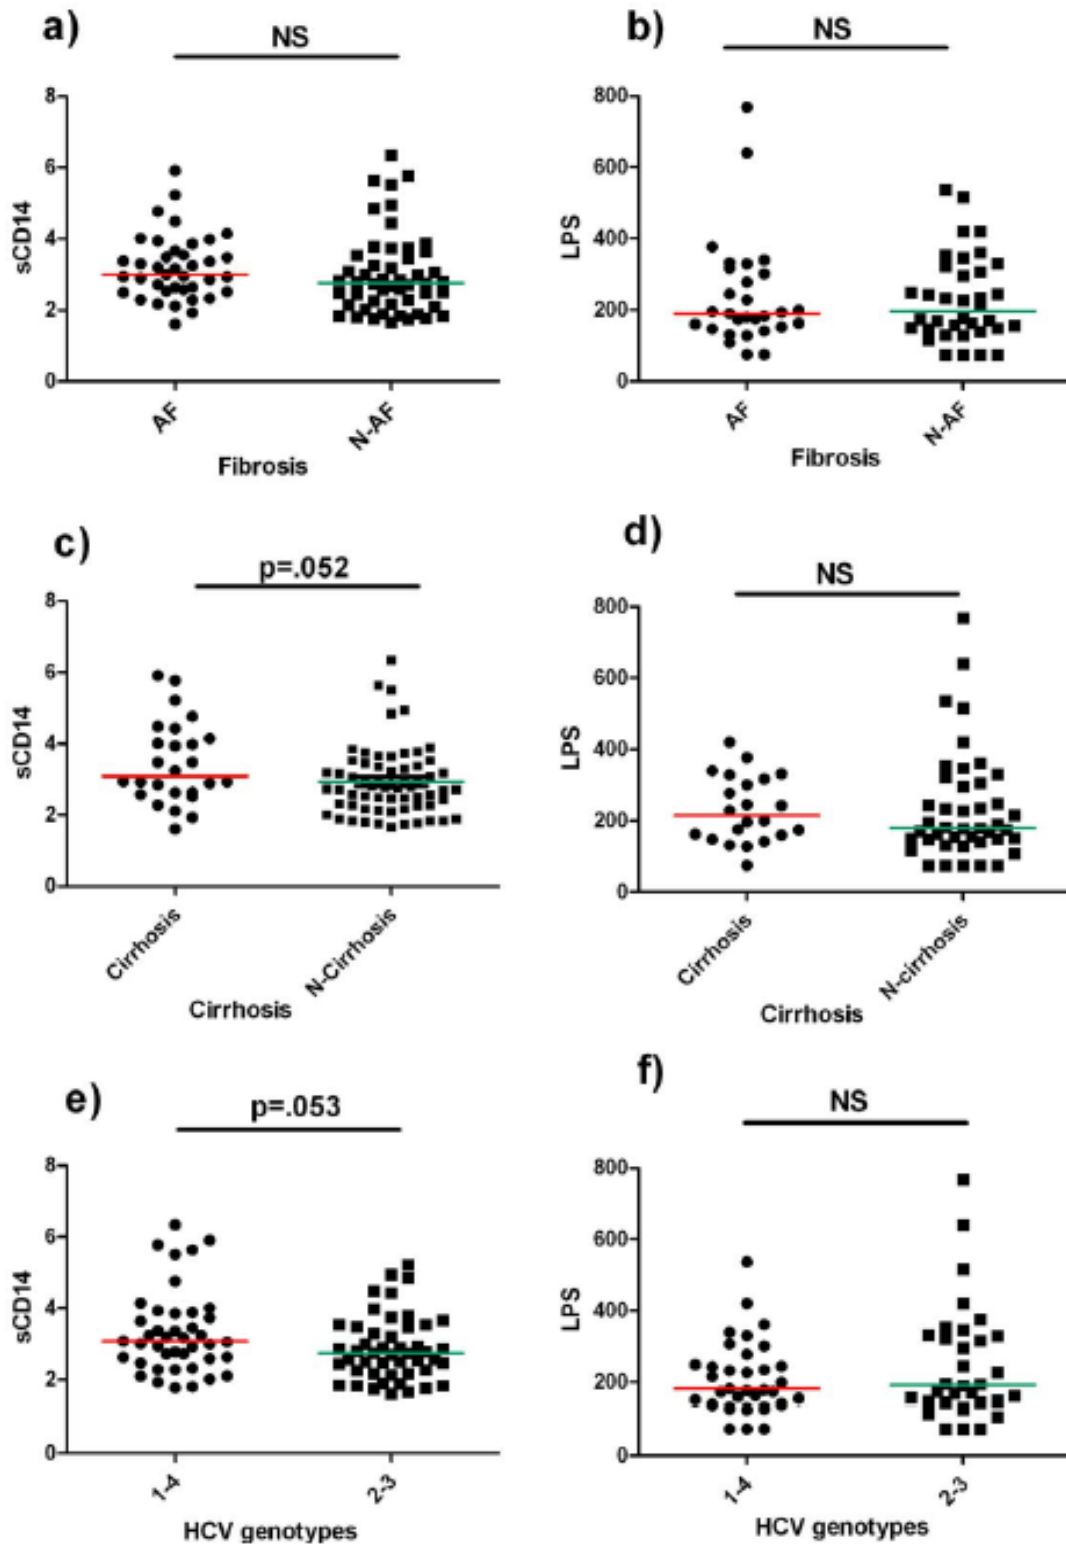 a)
NS
8
6
4
2
0
sCD14
AF
N-AF
Fibrosis
b)
NS
800
600
400
200
0
LPS
AF
N-AF
Fibrosis
c)
p=.052
8
6
4
2
0
sCD14
Cirrhosis
N-Cirrhosis
Cirrhosis
d)
NS
800
600
400
200
0
LPS
Cirrhosis
N-cirrhosis
Cirrhosis
e)
p=.053
8
6
4
2
0
sCD14
1-4
2-3
HCV genotypes
f)
NS
800
600
400
200
0
LPS
1-4
2-3
HCV genotypes